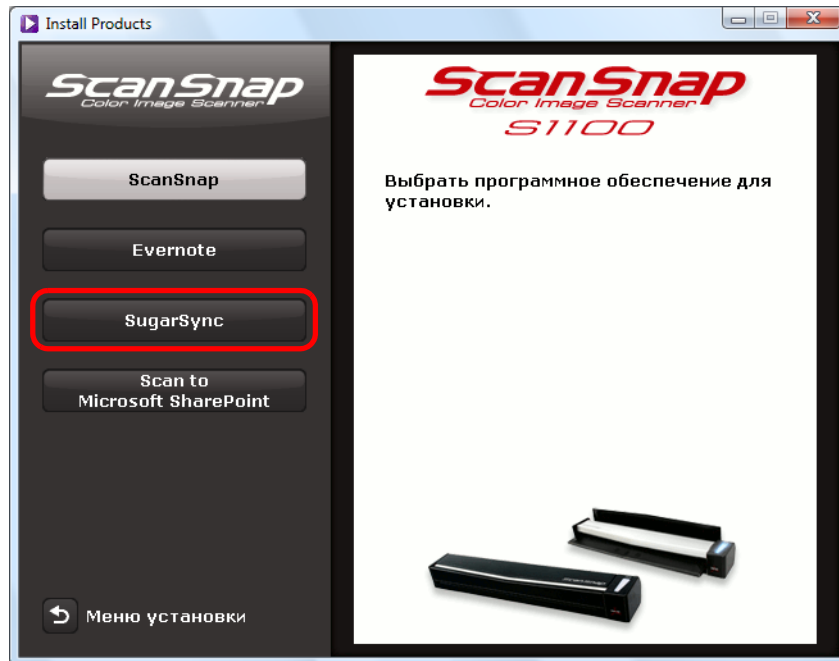 Install Products
ScanSnap
Color Image Scanner
ScanSnap
Evernote
SugarSync
Scan to
Microsoft SharePoint
Меню установки
ScanSnap
Color Image Scanner
S1100
Выбрать программное обеспечение для
установки.
ScanSnap